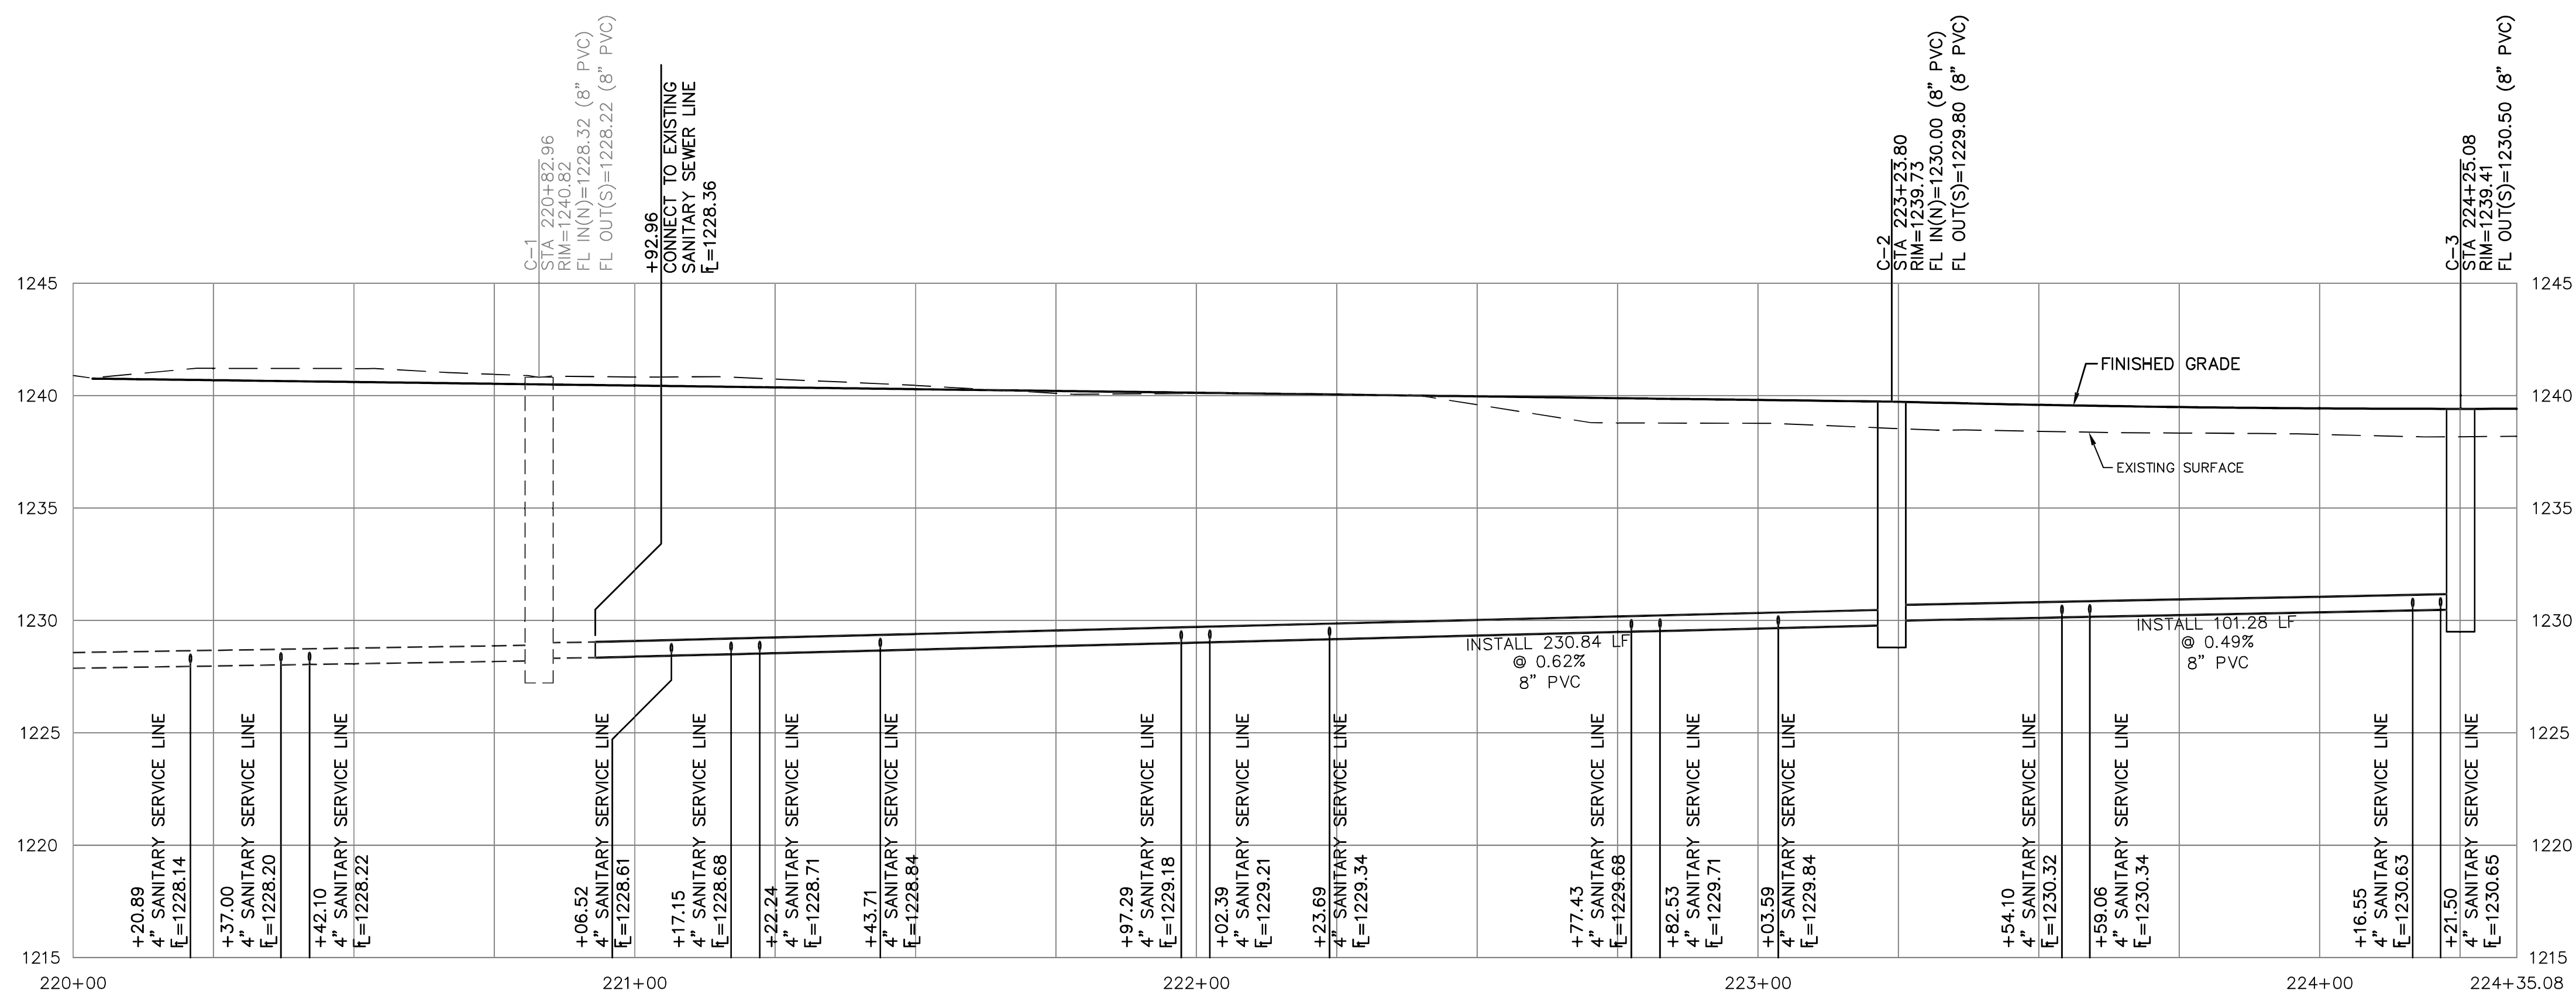 C-1
STA 220+82.96
RIM=1240.82
FL IN(N)=1228.32 (8" PVC)
FL OUT(S)=1228.22 (8" PVC)
+92.96
CONNECT TO EXISTING
SANITARY SEWER LINE
FL=1228.36
C-2
STA 223+23.80
RIM=1239.73
FL IN(N)=1230.00 (8" PVC)
FL OUT(S)=1229.80 (8" PVC)
C-3
STA 224+25.08
RIM=1239.41
FL OUT(S)=1230.50 (8" PVC)
1245
1245
FINISHED GRADE
1240
1240
EXISTING SURFACE
1235
1235
1230
1230
INSTALL 230.84 LF
@ 0.62%
8" PVC
INSTALL 101.28 LF
@ 0.49%
8" PVC
1225
1225
1220
1220
+20.89
4" SANITARY SERVICE LINE
FL=1228.14
+37.00
4" SANITARY SERVICE LINE
FL=1228.20
+42.10
4" SANITARY SERVICE LINE
FL=1228.22
+06.52
4" SANITARY SERVICE LINE
FL=1228.61
+17.15
4" SANITARY SERVICE LINE
FL=1228.68
+22.24
4" SANITARY SERVICE LINE
FL=1228.71
+43.71
4" SANITARY SERVICE LINE
FL=1228.84
+97.29
4" SANITARY SERVICE LINE
FL=1229.18
+02.39
4" SANITARY SERVICE LINE
FL=1229.21
+23.69
4" SANITARY SERVICE LINE
FL=1229.34
+77.43
4" SANITARY SERVICE LINE
FL=1229.68
+82.53
4" SANITARY SERVICE LINE
FL=1229.71
+03.59
4" SANITARY SERVICE LINE
FL=1229.84
+54.10
4" SANITARY SERVICE LINE
FL=1230.32
+59.06
4" SANITARY SERVICE LINE
FL=1230.34
+16.55
4" SANITARY SERVICE LINE
FL=1230.63
+21.50
4" SANITARY SERVICE LINE
FL=1230.65
1215
1215
220+00
221+00
222+00
223+00
224+00
224+35.08